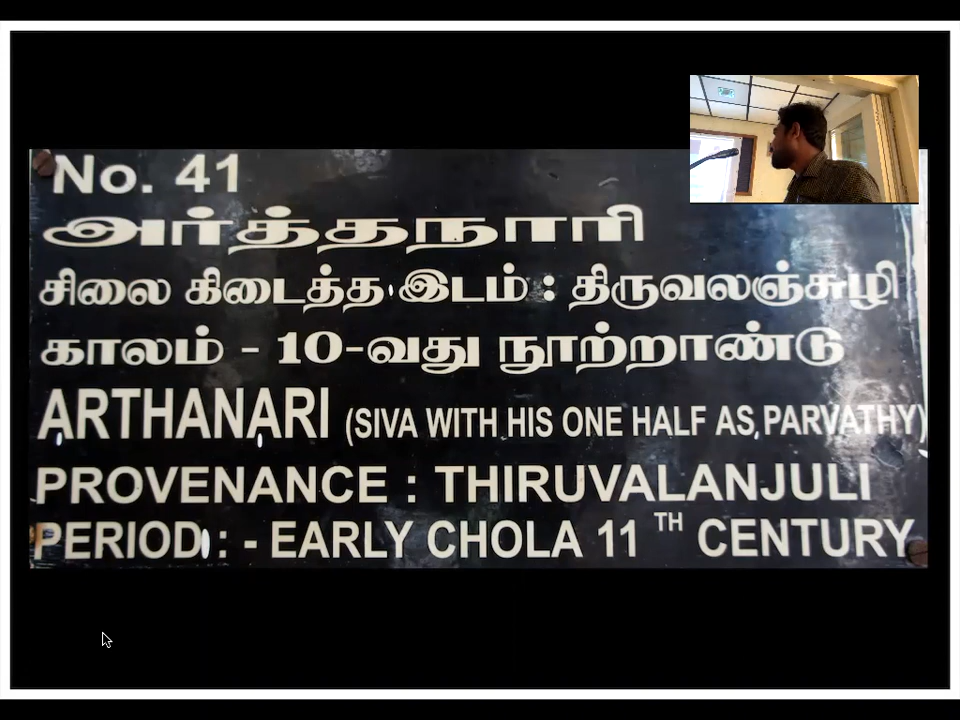 No. 41
அர்த்தநாரி
சிலை கிடைத்த இடம் : திருவலஞ்சுழி
காலம் - 10-வது நூற்றாண்டு
ARTHANARI (SIVA WITH HIS ONE HALF AS PARVATHY)
PROVENANCE : THIRUVALANJULI
PERIOD : - EARLY CHOLA 11 TH CENTURY